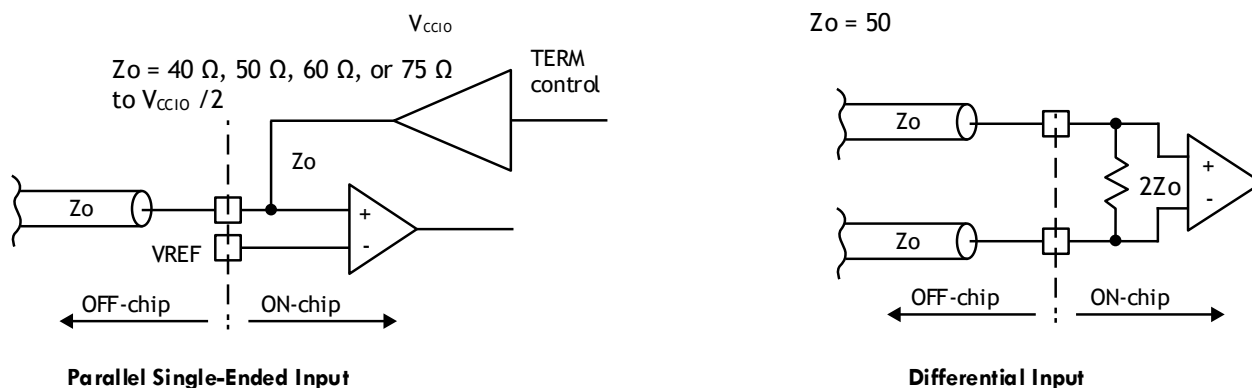 VCCIO
Zo = 40 Ω, 50 Ω, 60 Ω, or 75 Ω
to VCCIO /2
TERM
control
Zo
Zo
+
-
VREF
OFF-chip
ON-chip
Parallel Single-Ended Input
Zo = 50
Zo
+
2Zo
-
Zo
OFF-chip
ON-chip
Differential Input